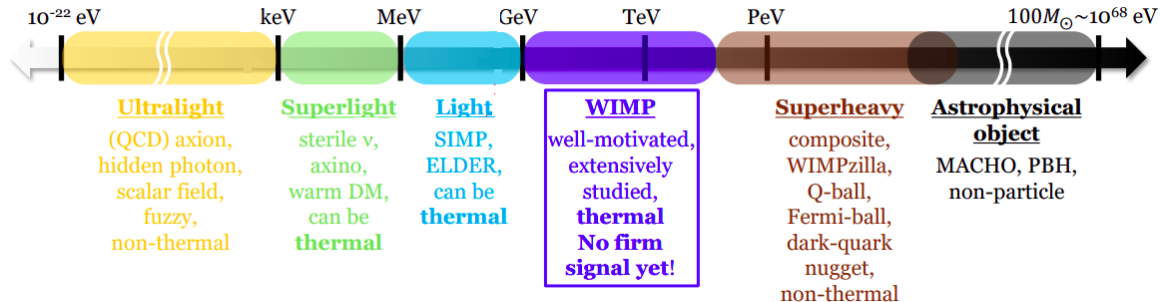 10⁻²² eV
keV
MeV
GeV
TeV
PeV
100M☉~10⁶⁸ eV
Ultralight
(QCD) axion,
hidden photon,
scalar field,
fuzzy,
non-thermal
Superlight
sterile ν,
axino,
warm DM,
can be
thermal
Light
SIMP,
ELDER,
can be
thermal
WIMP
well-motivated,
extensively
studied,
thermal
No firm
signal yet!
Superheavy
composite,
WIMPzilla,
Q-ball,
Fermi-ball,
dark-quark
nugget,
non-thermal
Astrophysical
object
MACHO, PBH,
non-particle